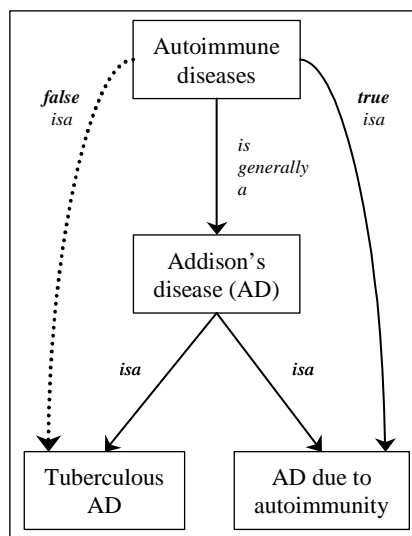 Autoimmune
diseases
false
isa
true
isa
is
generally
a
Addison's
disease (AD)
isa
isa
Tuberculous
AD
AD due to
autoimmunity